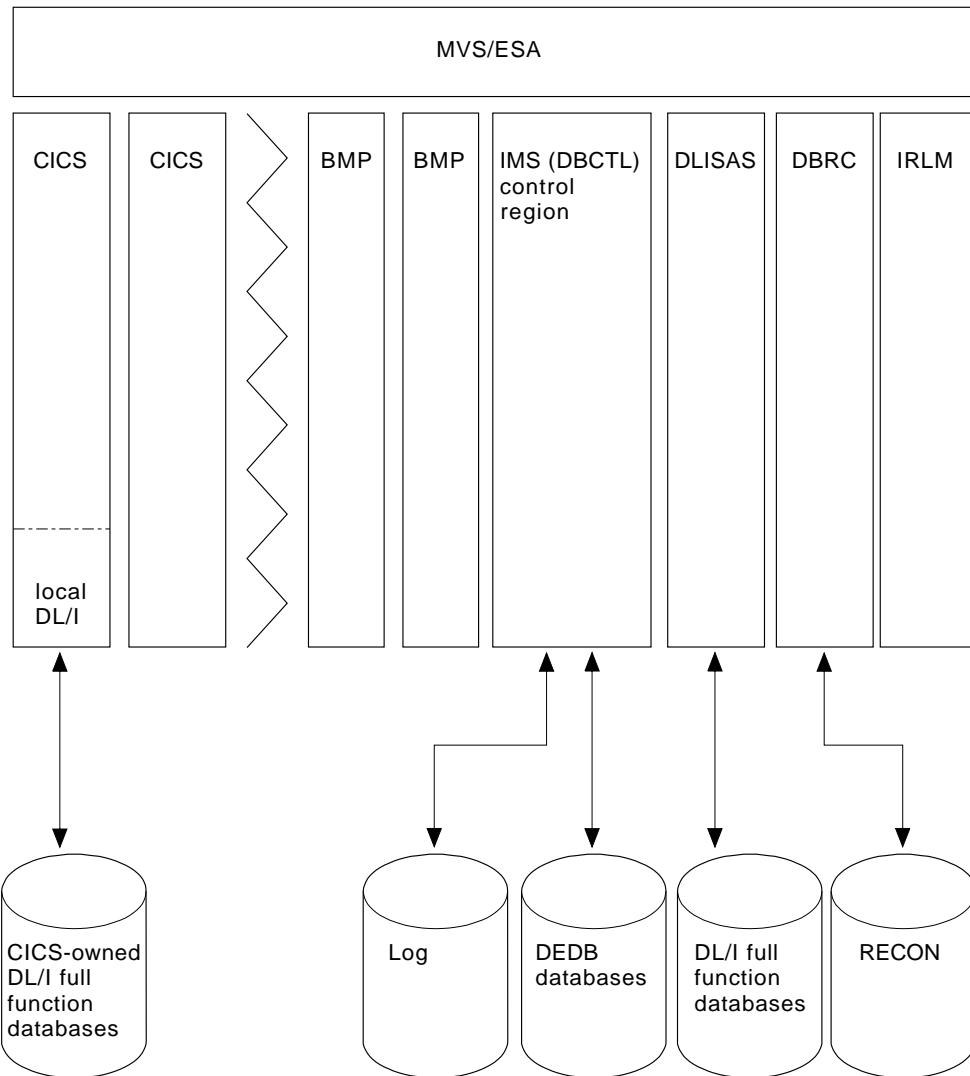 MVS/ESA
CICS
CICS
BMP
BMP
IMS (DBCTL)
control
region
DLISAS
DBRC
IRLM
local
DL/I
CICS-owned
DL/I full
function
databases
Log
DEDB
databases
DL/I full
function
databases
RECON